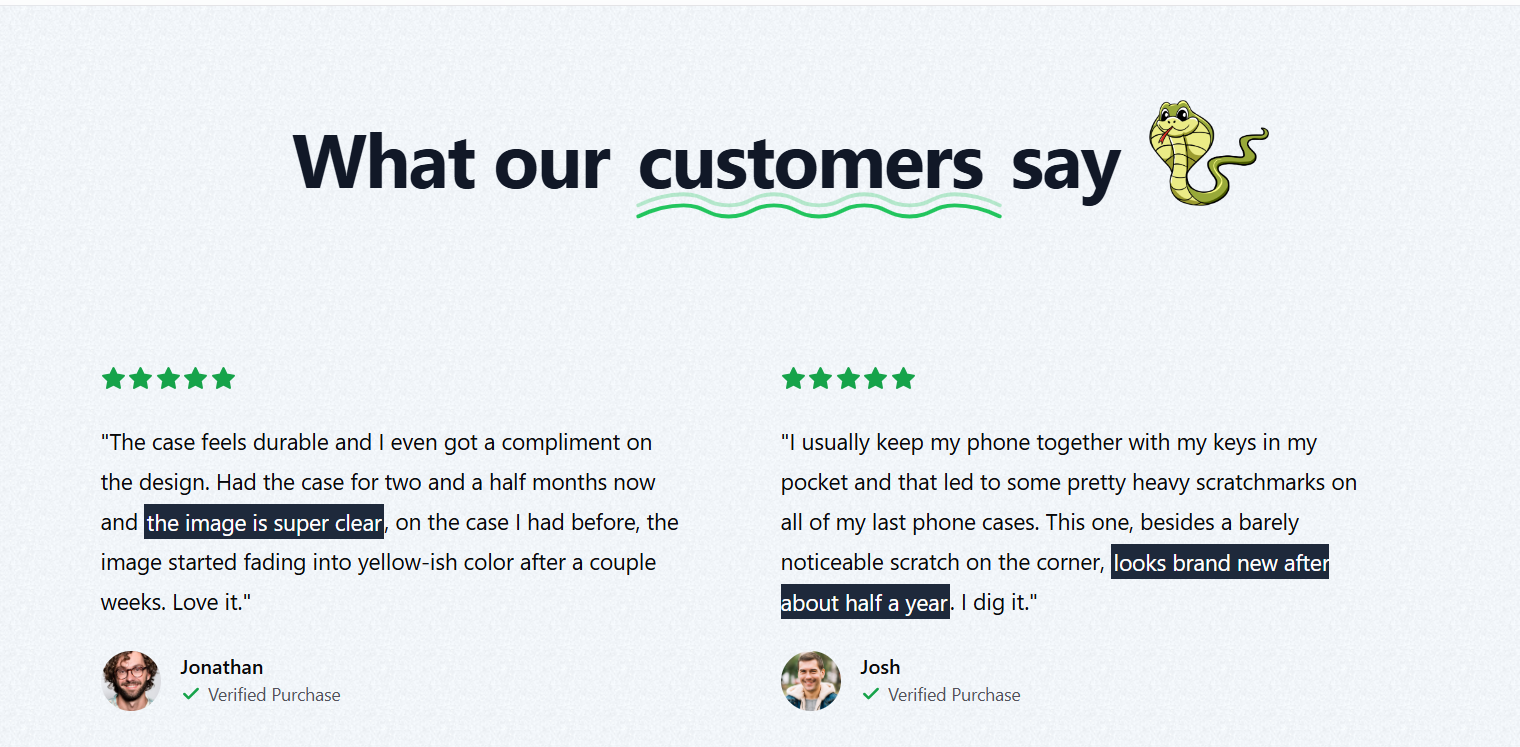 What our customers say
"The case feels durable and I even got a compliment on
the design. Had the case for two and a half months now
and the image is super clear, on the case I had before, the
image started fading into yellow-ish color after a couple
weeks. Love it."
Jonathan
Verified Purchase
"I usually keep my phone together with my keys in my
pocket and that led to some pretty heavy scratchmarks on
all of my last phone cases. This one, besides a barely
noticeable scratch on the corner, looks brand new after
about half a year. I dig it."
Josh
Verified Purchase